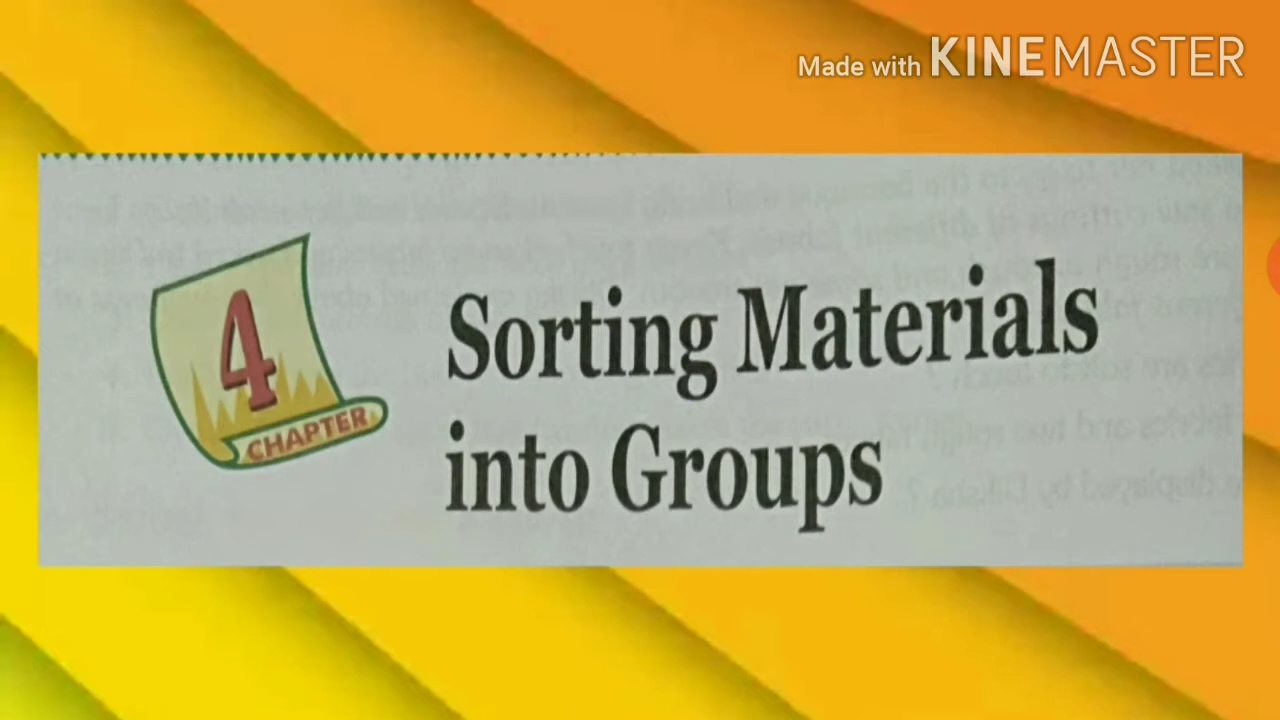 Made with KINEMASTER
4
CHAPTER
Sorting Materials
into Groups